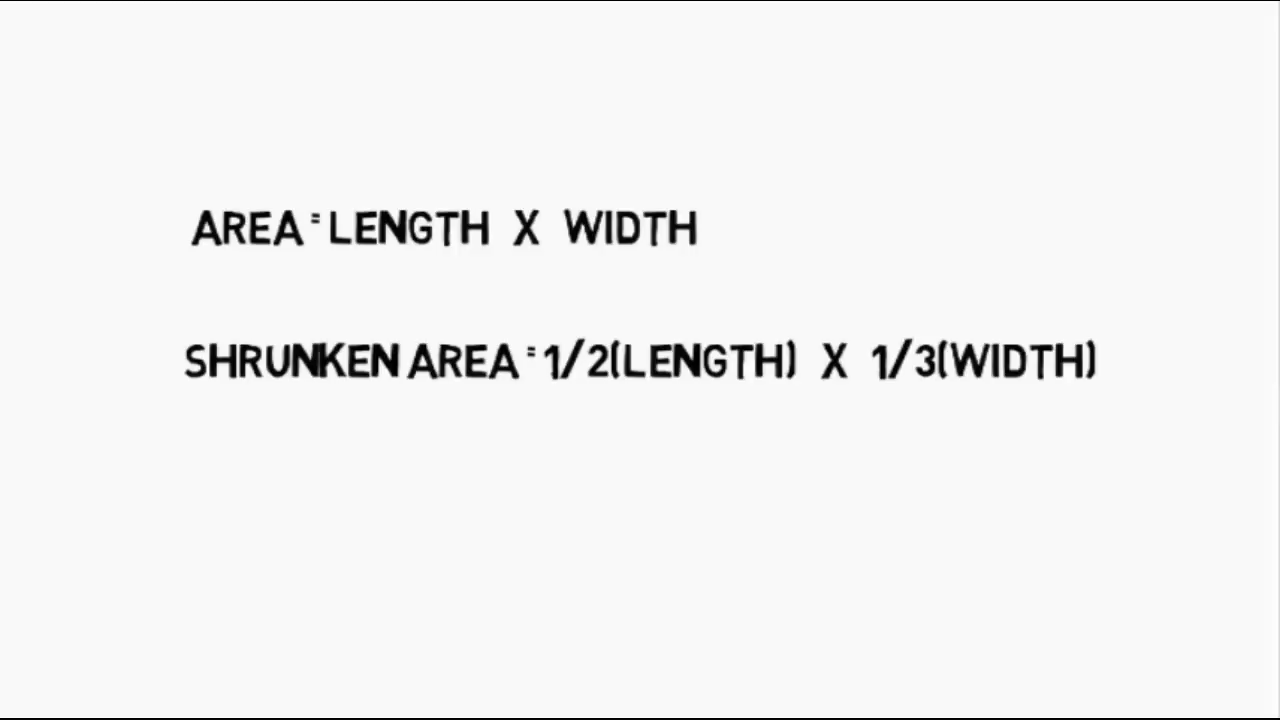 AREA = LENGTH X WIDTH
SHRUNKEN AREA = 1/2(LENGTH) X 1/3(WIDTH)